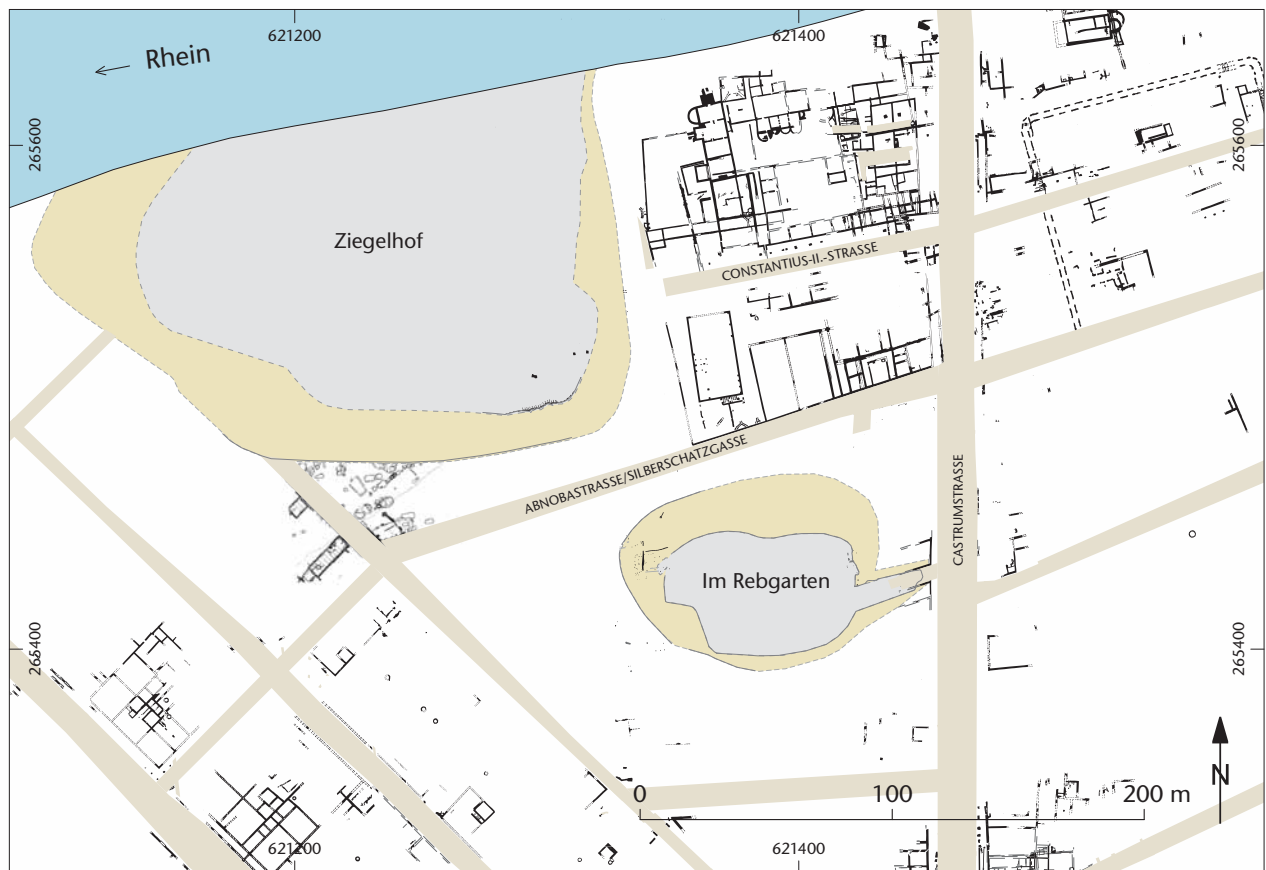 621200
621400
Rhein
265600
265600
Ziegelhof
CONSTANTIUS-II.-STRASSE
ABNOBASTRASSE/SILBERSCHATZGASSE
CASTRUMSTRASSE
Im Rebgarten
265400
265400
N
0 100 200 m
621200
621400